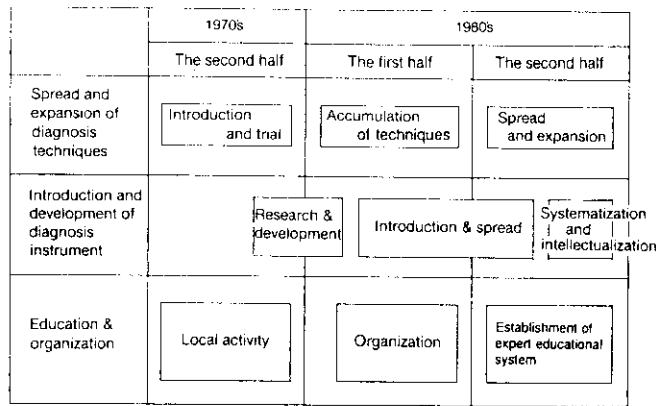 1970's
1980's
The second half
The first half
The second half
Spread and
expansion of
diagnosis
techniques
Introduction
and trial
Accumulation
of techniques
Spread
and expansion
Introduction and
development of
diagnosis
instrument
Research &
development
Introduction & spread
Systematization
and
intellectualization
Education &
organization
Local activity
Organization
Establishment of
expert educational
system